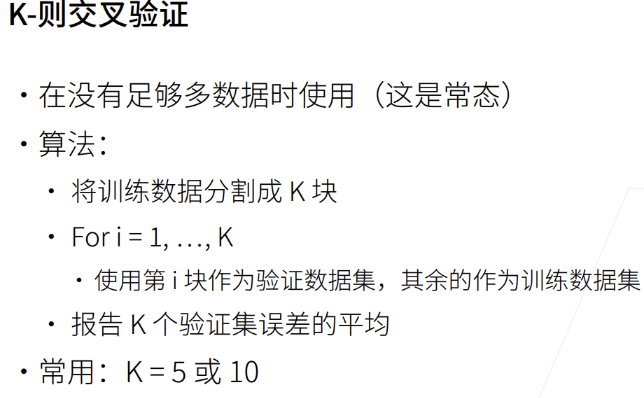 K-则交叉验证
• 在没有足够多数据时使用（这是常态）
• 算法：
• 将训练数据分割成 K 块
• For i = 1, …, K
• 使用第 i 块作为验证数据集，其余的作为训练数据集
• 报告 K 个验证集误差的平均
• 常用：K = 5 或 10